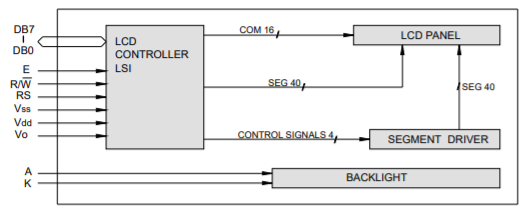 DB7
DB0
E
R/W̅
RS
Vss
Vdd
Vo
A
K
LCD
CONTROLLER
LSI
COM 16
SEG 40
CONTROL SIGNALS 4
LCD PANEL
SEG 40
SEGMENT DRIVER
BACKLIGHT